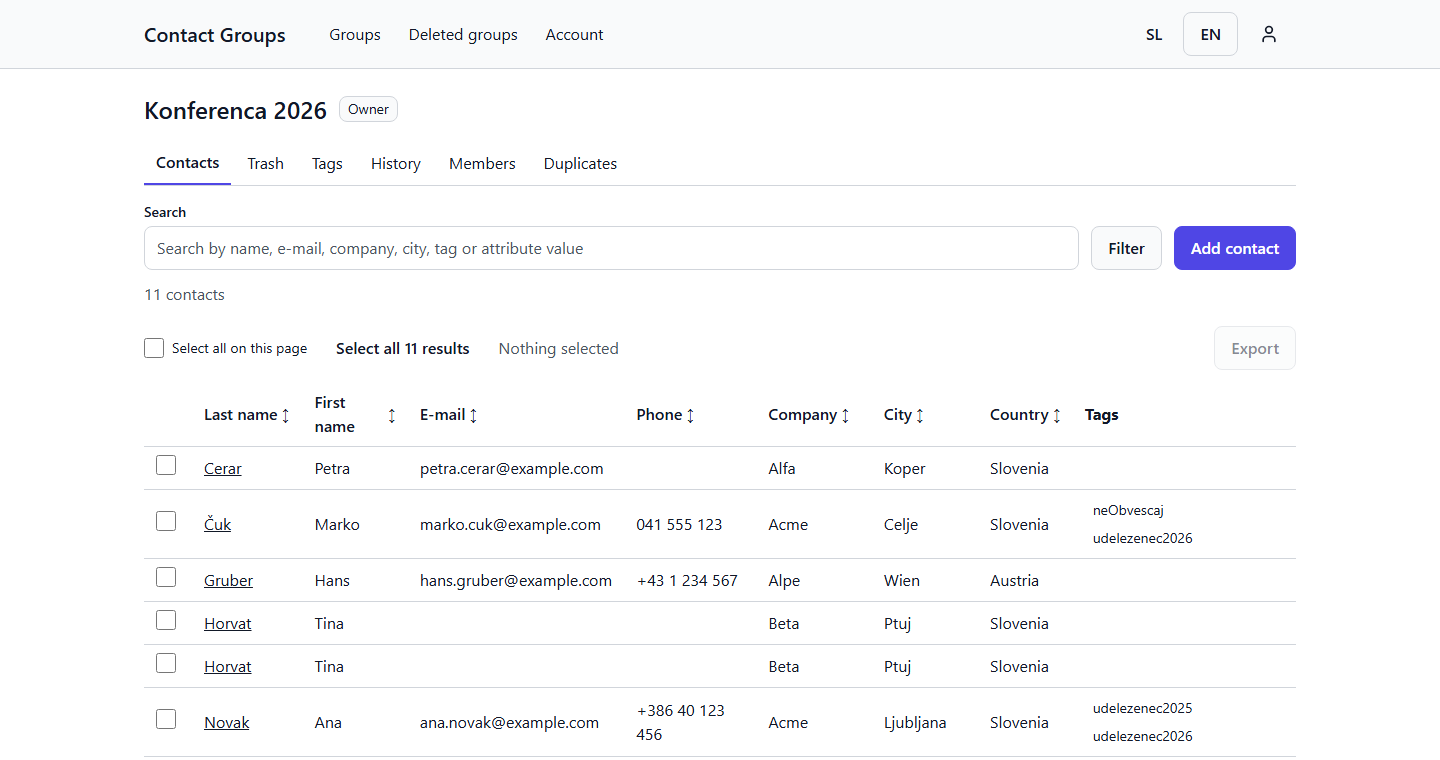 Contact Groups Groups Deleted groups Account SL EN
Konferenca 2026 Owner
Contacts Trash Tags History Members Duplicates
Search
Search by name, e-mail, company, city, tag or attribute value Filter Add contact
11 contacts
Select all on this page Select all 11 results Nothing selected Export
Last name ↕ First name ↕ E-mail ↕ Phone ↕ Company ↕ City ↕ Country ↕ Tags
Cerar Petra petra.cerar@example.com Alfa Koper Slovenia
Čuk Marko marko.cuk@example.com 041 555 123 Acme Celje Slovenia neObvescaj
udelezenec2026
Gruber Hans hans.gruber@example.com +43 1 234 567 Alpe Wien Austria
Horvat Tina Beta Ptuj Slovenia
Horvat Tina Beta Ptuj Slovenia
Novak Ana ana.novak@example.com +386 40 123 456 Acme Ljubljana Slovenia udelezenec2025
udelezenec2026